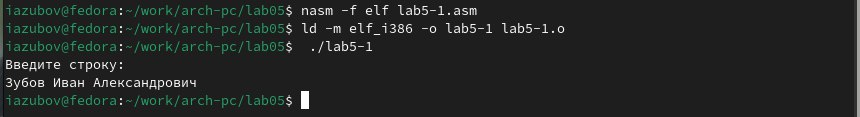 iazubov@fedora:~/work/arch-pc/lab05$ nasm -f elf lab5-1.asm
iazubov@fedora:~/work/arch-pc/lab05$ ld -m elf_i386 -o lab5-1 lab5-1.o
iazubov@fedora:~/work/arch-pc/lab05$  ./lab5-1
Введите строку:
Зубов Иван Александрович
iazubov@fedora:~/work/arch-pc/lab05$